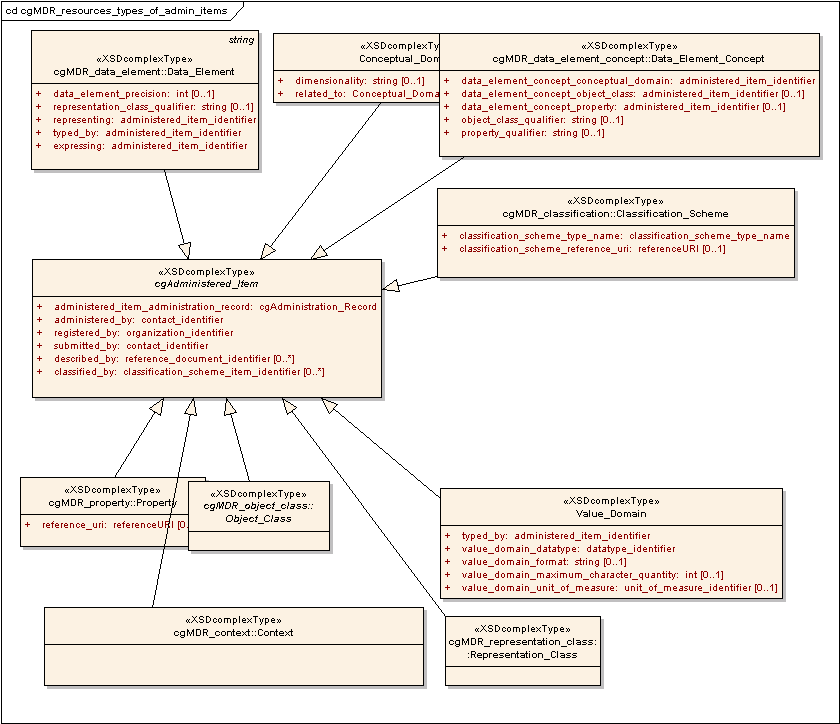 cd cgMDR_resources_types_of_admin_items
string
«XSDcomplexType»
cgMDR_data_element::Data_Element
+ data_element_precision: int [0..1]
+ representation_class_qualifier: string [0..1]
+ representing: administered_item_identifier
+ typed_by: administered_item_identifier
+ expressing: administered_item_identifier
«XSDcomplexTy
Conceptual_Dom
+ dimensionality: string [0..1]
+ related_to: Conceptual_Doma
«XSDcomplexType»
cgMDR_data_element_concept::Data_Element_Concept
+ data_element_concept_conceptual_domain: administered_item_identifier
+ data_element_concept_object_class: administered_item_identifier [0..1]
+ data_element_concept_property: administered_item_identifier [0..1]
+ object_class_qualifier: string [0..1]
+ property_qualifier: string [0..1]
«XSDcomplexType»
cgMDR_classification::Classification_Scheme
+ classification_scheme_type_name: classification_scheme_type_name
+ classification_scheme_reference_uri: referenceURI [0..1]
«XSDcomplexType»
cgAdministered_Item
+ administered_item_administration_record: cgAdministration_Record
+ administered_by: contact_identifier
+ registered_by: organization_identifier
+ submitted_by: contact_identifier
+ described_by: reference_document_identifier [0..*]
+ classified_by: classification_scheme_item_identifier [0..*]
«XSDcomplexType»
cgMDR_property::Property
+ reference_uri: referenceURI [0..
«XSDcomplexType»
cgMDR_object_class::
Object_Class
«XSDcomplexType»
Value_Domain
+ typed_by: administered_item_identifier
+ value_domain_datatype: datatype_identifier
+ value_domain_format: string [0..1]
+ value_domain_maximum_character_quantity: int [0..1]
+ value_domain_unit_of_measure: unit_of_measure_identifier [0..1]
«XSDcomplexType»
cgMDR_context::Context
«XSDcomplexType»
cgMDR_representation_class:
:Representation_Class